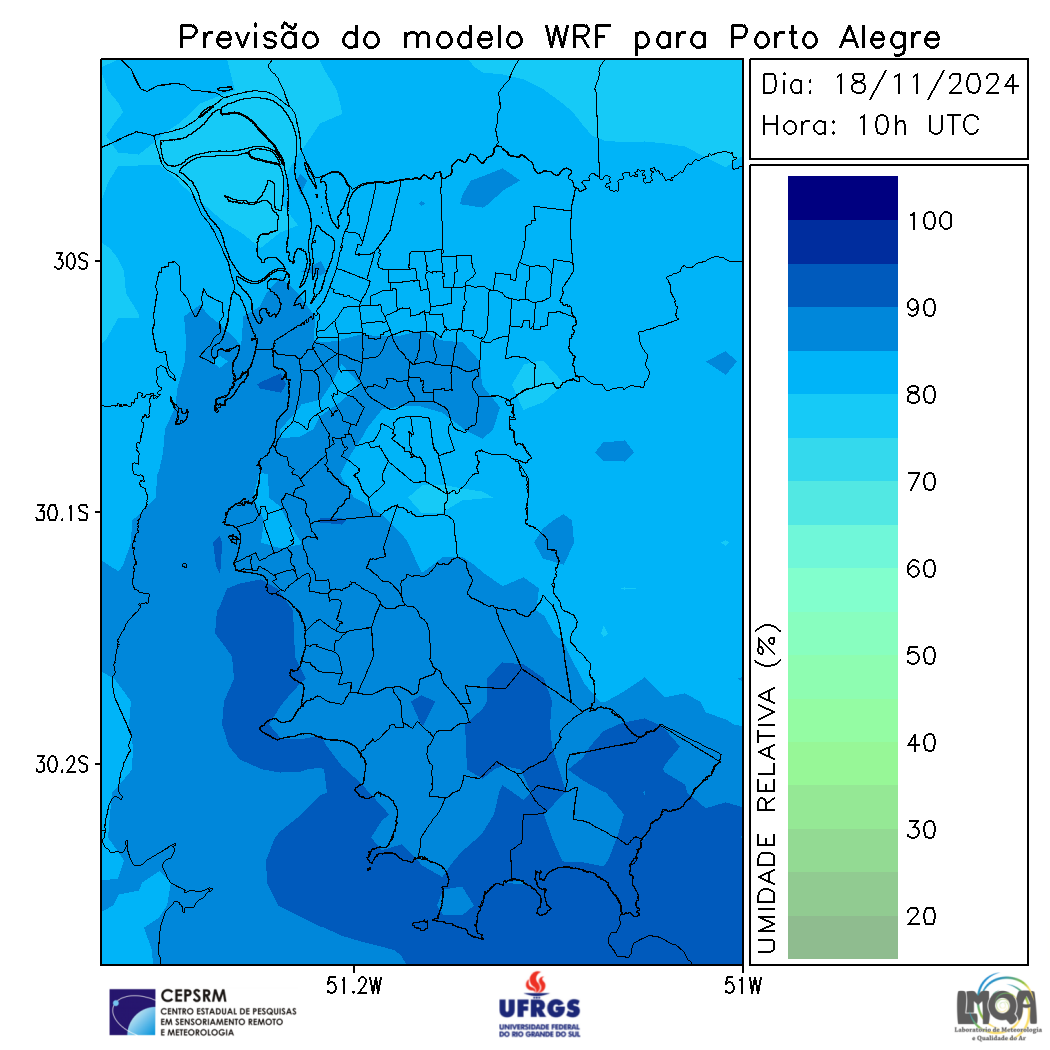 Previsão do modelo WRF para Porto Alegre
Dia: 18/11/2024
Hora: 10h UTC
30S
30.1S
30.2S
51.2W
51W
UMIDADE RELATIVA (%)
100
90
80
70
60
50
40
30
20
CEPSRM
CENTRO ESTADUAL DE PESQUISAS
EM SENSORIAMENTO REMOTO
E METEOROLOGIA
UFRGS
UNIVERSIDADE FEDERAL
DO RIO GRANDE DO SUL
LMQA
Laboratório de Meteorologia
e Qualidade do Ar